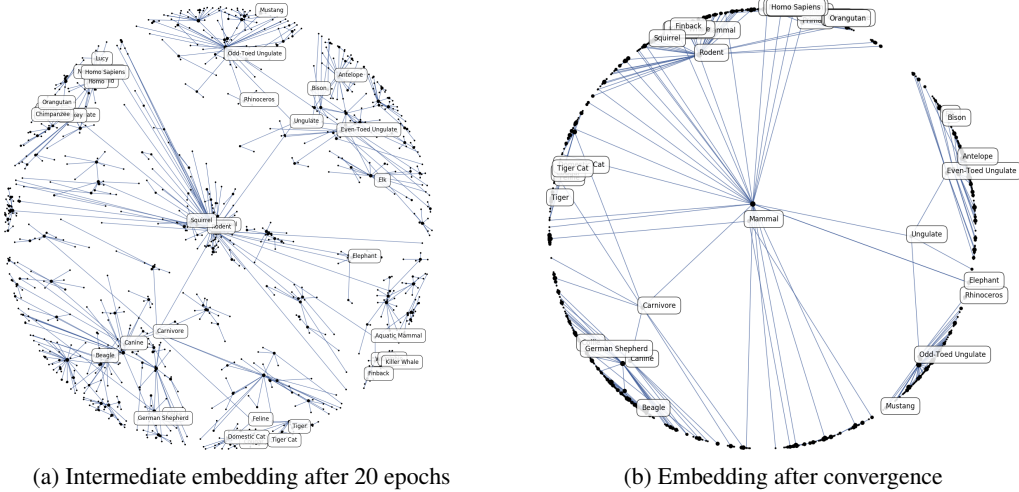 Mustang
Odd-Toed Ungulate
Lucy
Homo Sapiens
Antelope
Bison
Rhinoceros
Orangutan
Chimpanzee
Ungulate
Even-Toed Ungulate
Elk
Squirrel
Rodent
Elephant
Carnivore
Canine
Beagle
Aquatic Mammal
Killer Whale
Finback
German Shepherd
Feline
Tiger
Domestic Cat
Tiger Cat
(a) Intermediate embedding after 20 epochs
Homo Sapiens
Orangutan
Finback
Squirrel
Rodent
Bison
Antelope
Even-Toed Ungulate
Tiger Cat
Cat
Tiger
Mammal
Ungulate
Elephant
Rhinoceros
Carnivore
German Shepherd
Canine
Odd-Toed Ungulate
Beagle
Mustang
(b) Embedding after convergence